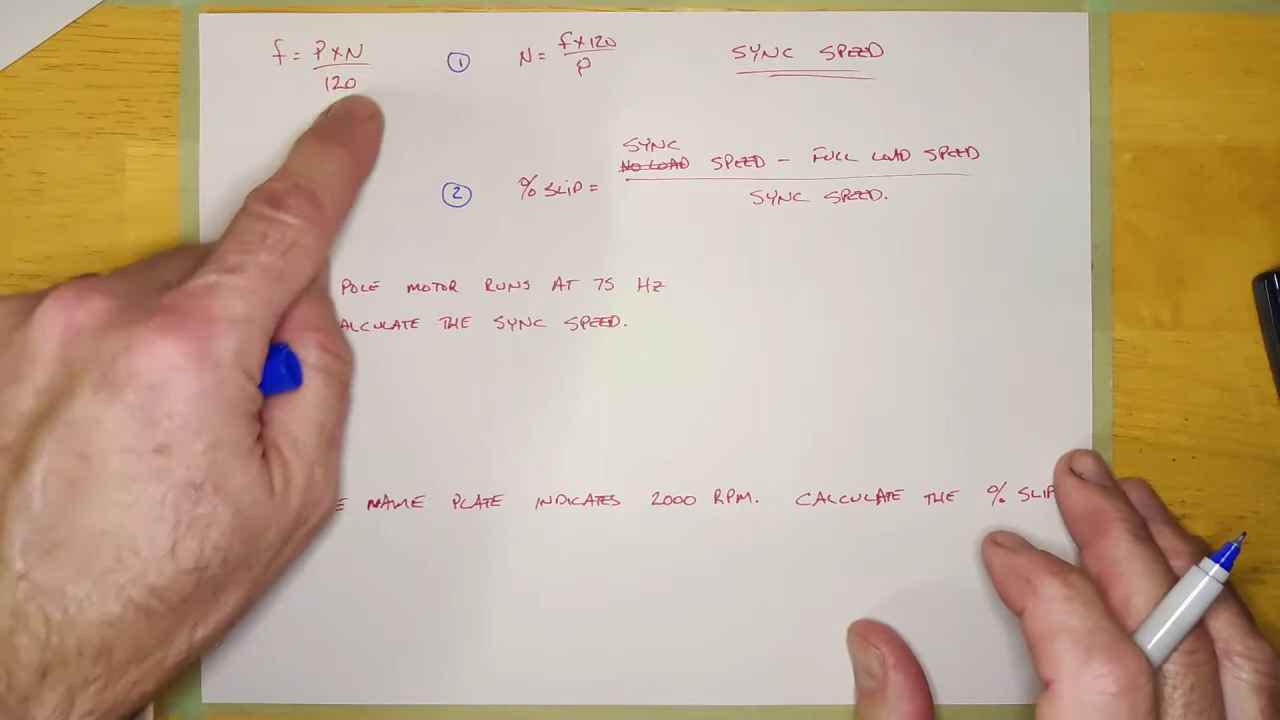 f = P x N / 120
① N = f x 120 / P
SYNC SPEED
SYNC
② % SLIP = NO LOAD SPEED - FULL LOAD SPEED / SYNC SPEED.
POLE MOTOR RUNS AT 75 Hz
ALCULATE THE SYNC SPEED.
E NAME PLATE INDICATES 2000 RPM. CALCULATE THE % SLIP